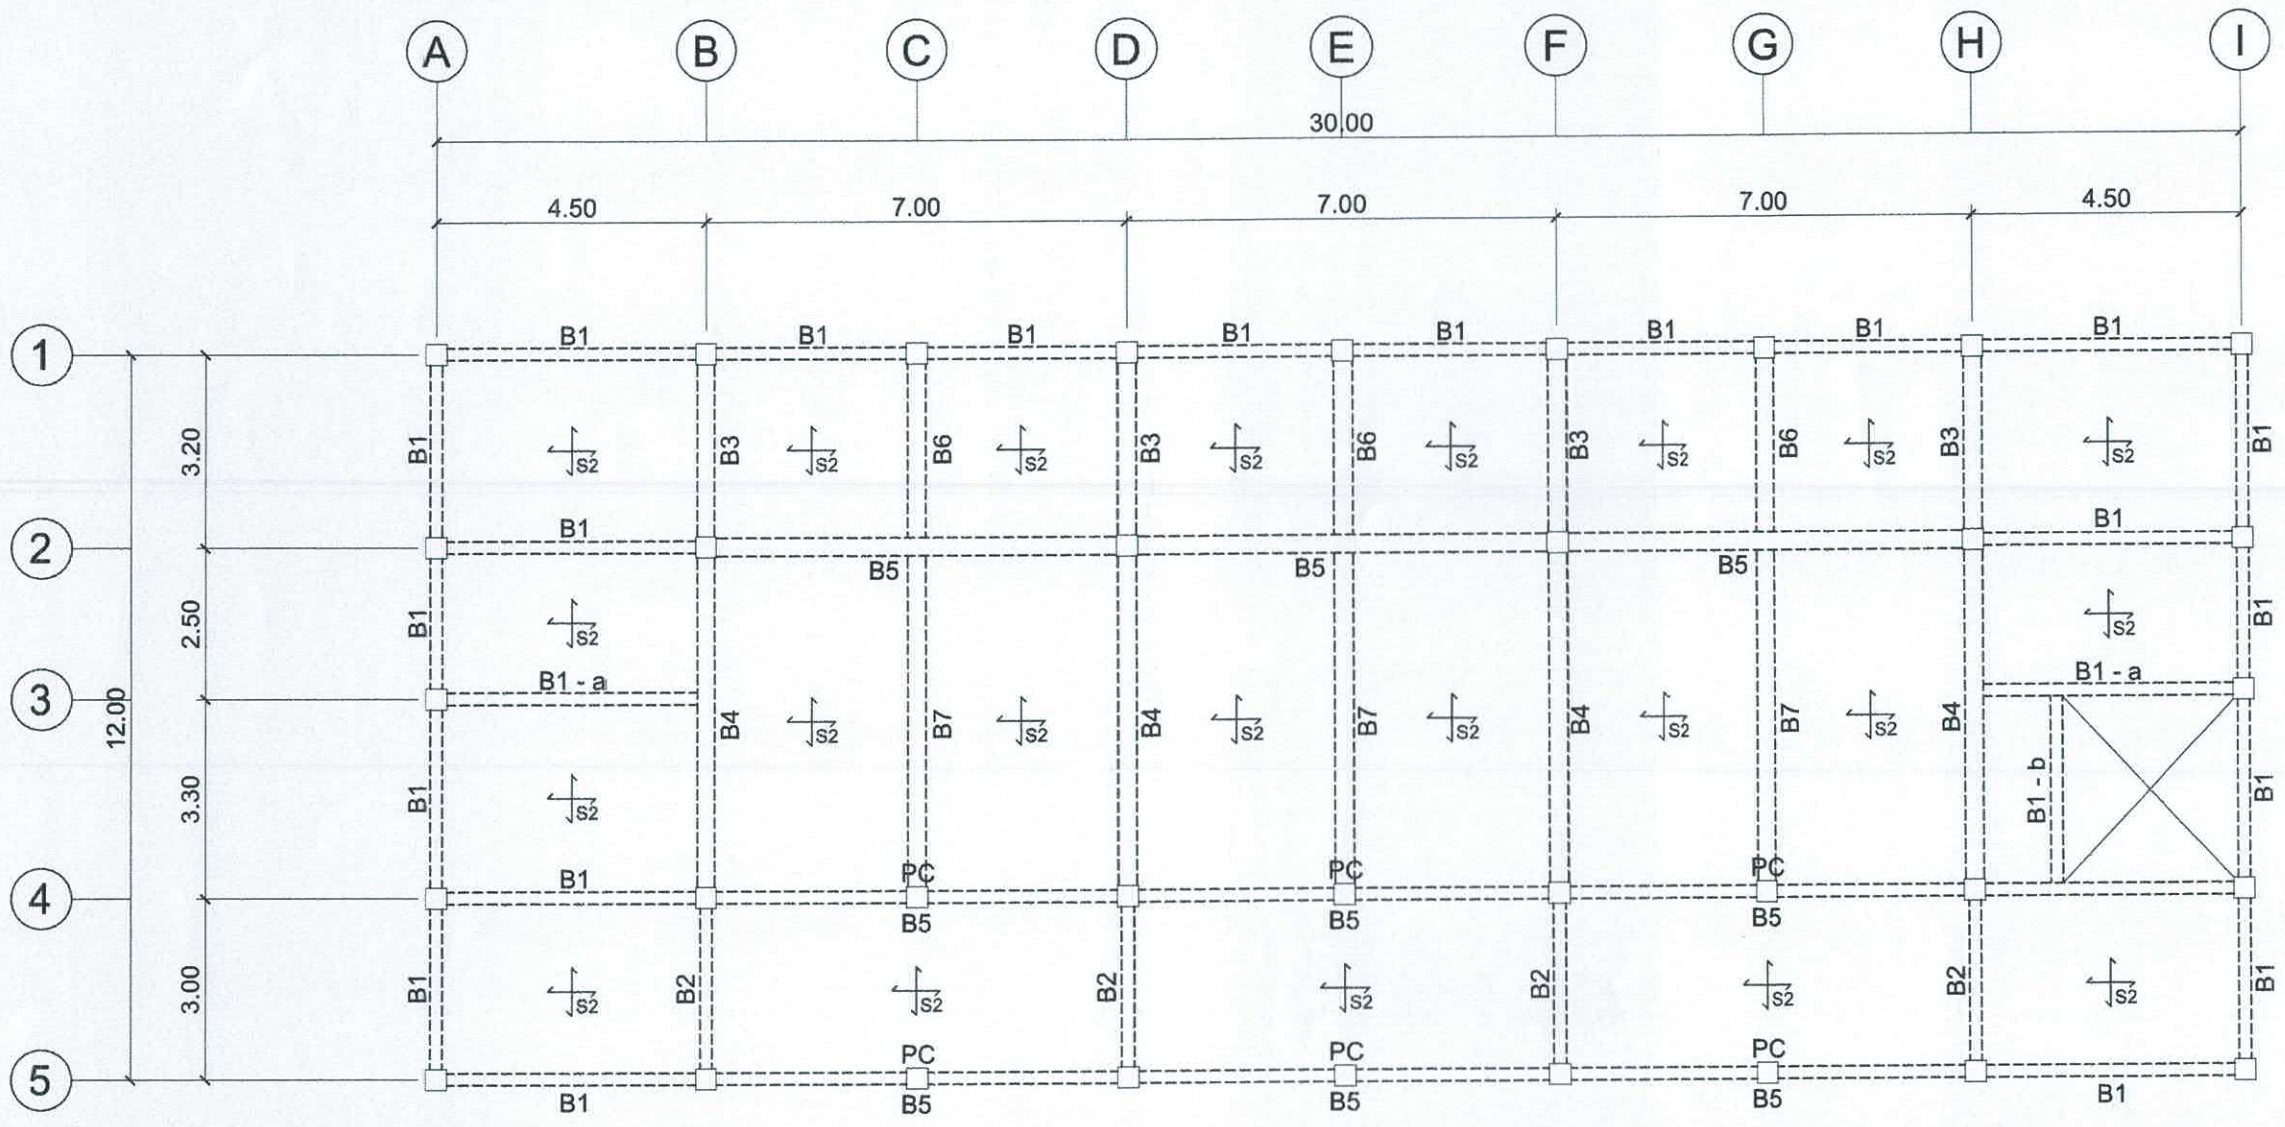 A B C D E F G H I
30.00
4.50 7.00 7.00 7.00 4.50
1 B1 B1 B1 B1 B1 B1 B1 B1
3.20 B1 S2 B3 S2 B6 S2 B3 S2 B6 S2 B3 S2 B6 S2 B3 S2 B1
2 B1 B1
B5 B5 B5
2.50 B1 S2 S2 B1
3 B1 - a B1 - a
12.00 B4 S2 B7 S2 B4 S2 B7 S2 B4 S2 B7 S2 B4
3.30 B1 S2 B1 - b B1
4 B1 PC PC PC
B5 B5 B5
3.00 B1 S2 B2 S2 B2 S2 B2 S2 B2 S2 B1
5 PC PC PC
B1 B5 B5 B5 B1